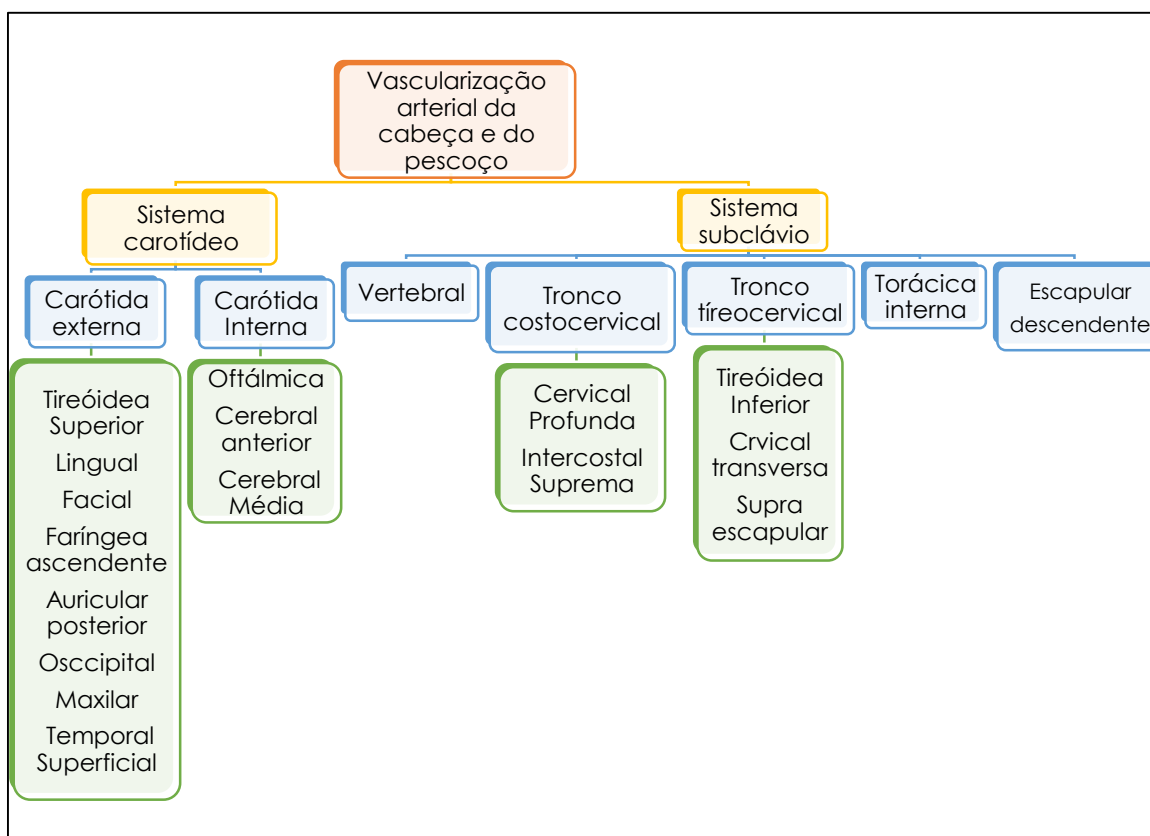 Vascularização
arterial da
cabeça e do
pescoço
Sistema
carotídeo
Sistema
subclávio
Carótida
externa
Carótida
Interna
Vertebral
Tronco
costocervical
Tronco
tíreocervical
Torácica
interna
Escapular
descendente
Tireóidea
Superior
Lingual
Facial
Faríngea
ascendente
Auricular
posterior
Osccipital
Maxilar
Temporal
Superficial
Oftálmica
Cerebral
anterior
Cerebral
Média
Cervical
Profunda
Intercostal
Suprema
Tireóidea
Inferior
Crvical
transversa
Supra
escapular